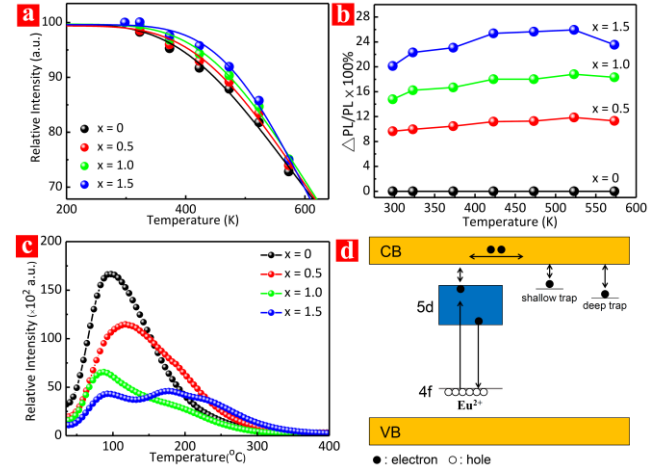 a
Relative Intensity (a.u.)
100
90
80
70
x = 0
x = 0.5
x = 1.0
x = 1.5
200
400
600
Temperature (K)
b
△PL/PL × 100%
28
24
20
16
12
8
4
0
x = 1.5
x = 1.0
x = 0.5
x = 0
300
350
400
450
500
550
600
Temperature (K)
c
Relative Intensity (×10² a.u.)
200
150
100
50
0
x = 0
x = 0.5
x = 1.0
x = 1.5
100
200
300
400
Temperature(°C)
d
CB
5d
shallow trap
deep trap
4f
Eu²⁺
VB
: electron
: hole